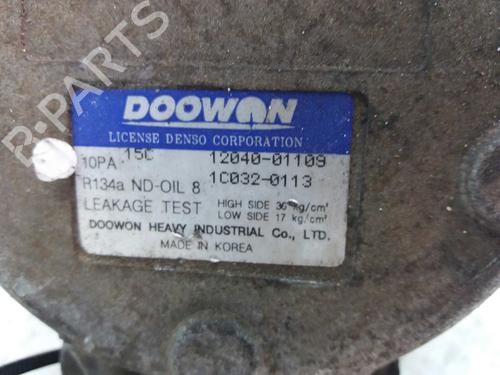 DOOWON
LICENSE DENSO CORPORATION
10PA 15C 12040-01109
R134a ND-OIL 8 1C032-0113
LEAKAGE TEST HIGH SIDE 36 kg/cm²
LOW SIDE 17 kg/cm²
DOOWON HEAVY INDUSTRIAL Co., LTD.
MADE IN KOREA
R-PARTS